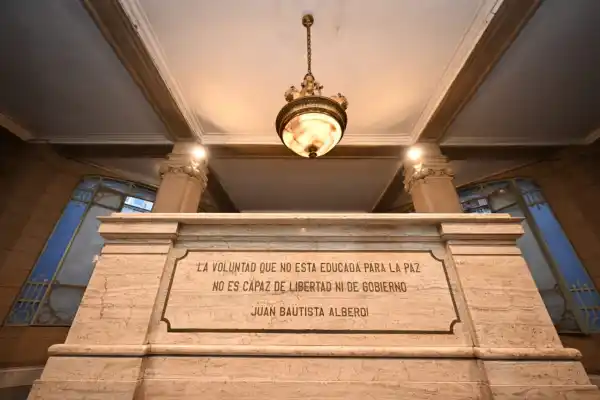 LA VOLUNTAD QUE NO ESTA EDUCADA PARA LA PAZ
NO ES CAPAZ DE LIBERTAD NI DE GOBIERNO
JUAN BAUTISTA ALBERDI